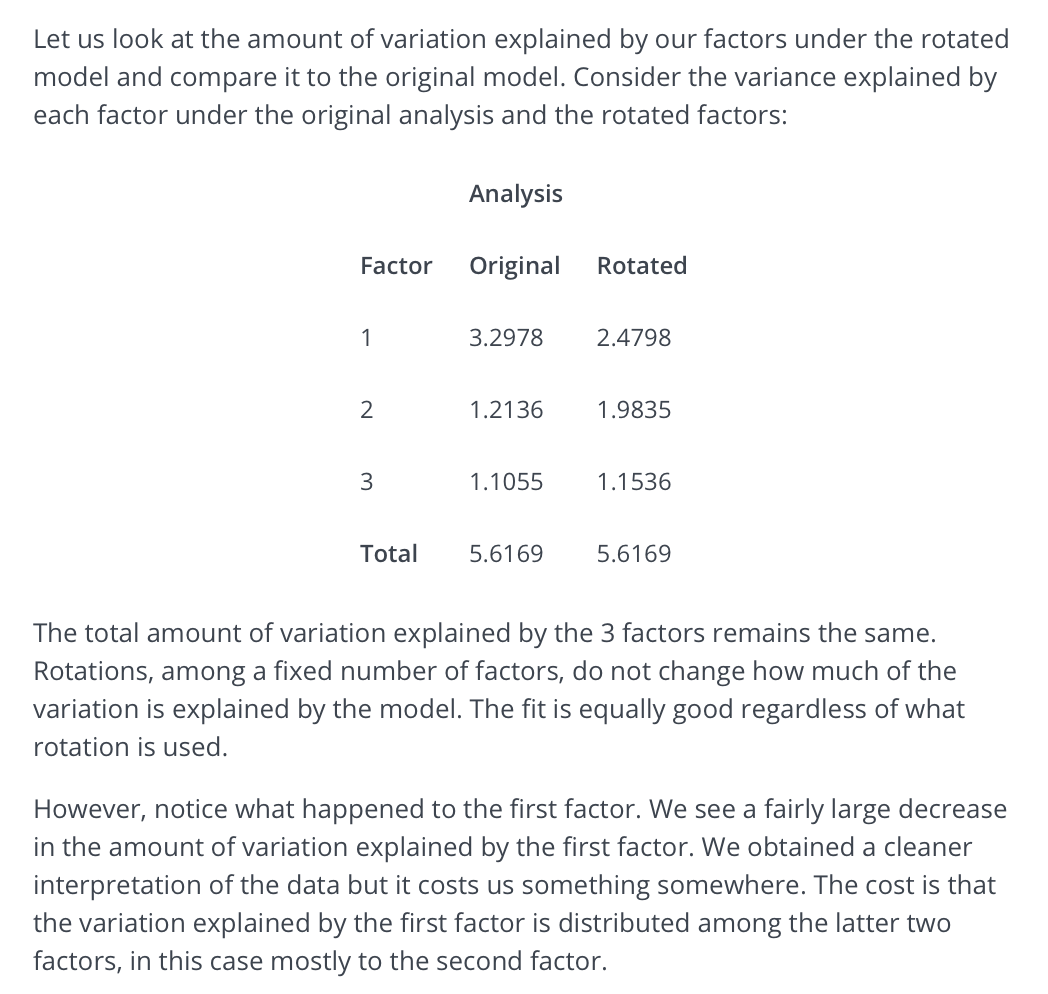 Let us look at the amount of variation explained by our factors under the rotated
model and compare it to the original model. Consider the variance explained by
each factor under the original analysis and the rotated factors:
Analysis
Factor Original Rotated
1 3.2978 2.4798
2 1.2136 1.9835
3 1.1055 1.1536
Total 5.6169 5.6169
The total amount of variation explained by the 3 factors remains the same.
Rotations, among a fixed number of factors, do not change how much of the
variation is explained by the model. The fit is equally good regardless of what
rotation is used.
However, notice what happened to the first factor. We see a fairly large decrease
in the amount of variation explained by the first factor. We obtained a cleaner
interpretation of the data but it costs us something somewhere. The cost is that
the variation explained by the first factor is distributed among the latter two
factors, in this case mostly to the second factor.